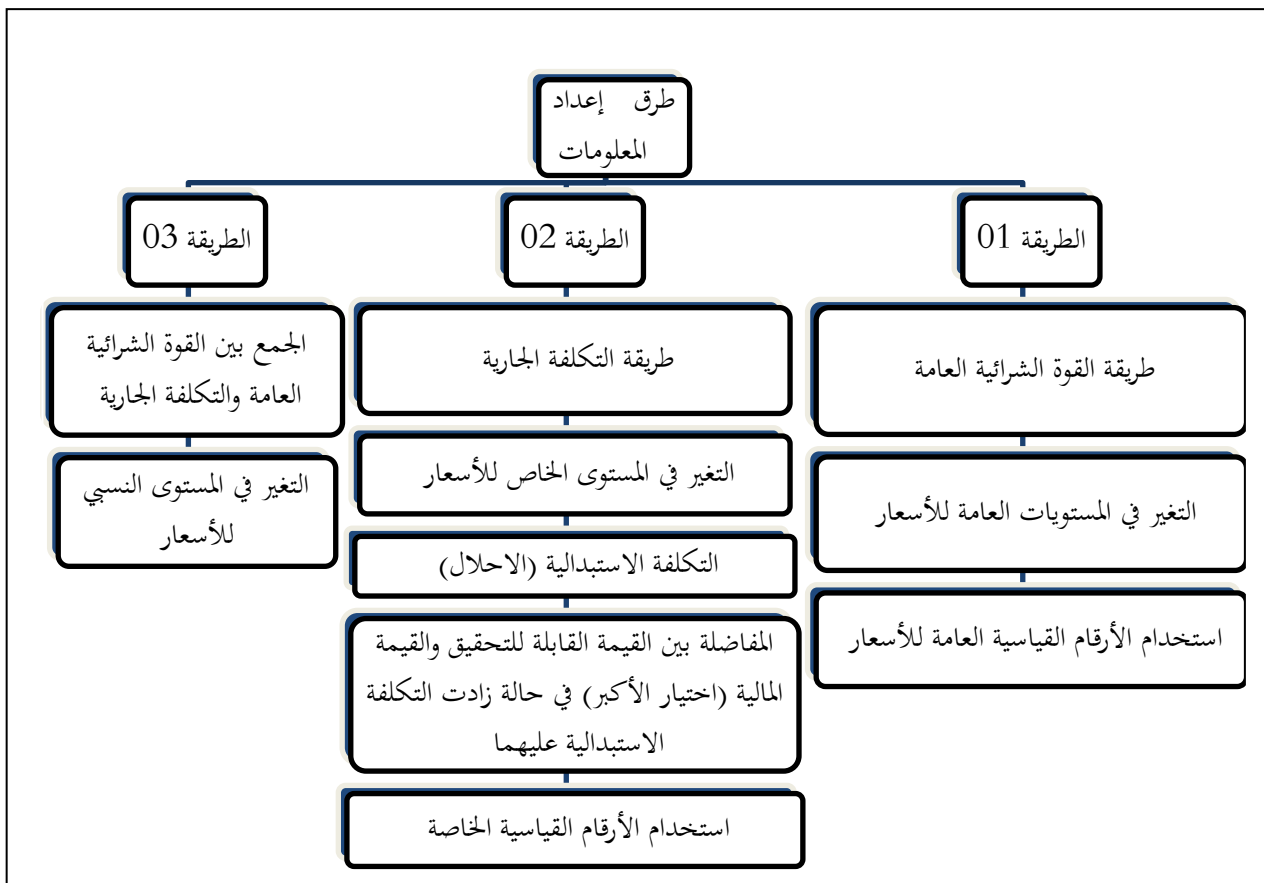 طرق إعداد
المعلومات
الطريقة 01
طريقة القوة الشرائية العامة
التغير في المستويات العامة للأسعار
استخدام الأرقام القياسية العامة للأسعار
الطريقة 02
طريقة التكلفة الجارية
التغير في المستوى الخاص للأسعار
التكلفة الاستبدالية (الاحلال)
المفاضلة بين القيمة القابلة للتحقيق والقيمة
المالية (اختيار الأكبر) في حالة زادت التكلفة
الاستبدالية عليهما
استخدام الأرقام القياسية الخاصة
الطريقة 03
الجمع بين القوة الشرائية
العامة والتكلفة الجارية
التغير في المستوى النسبي
للأسعار